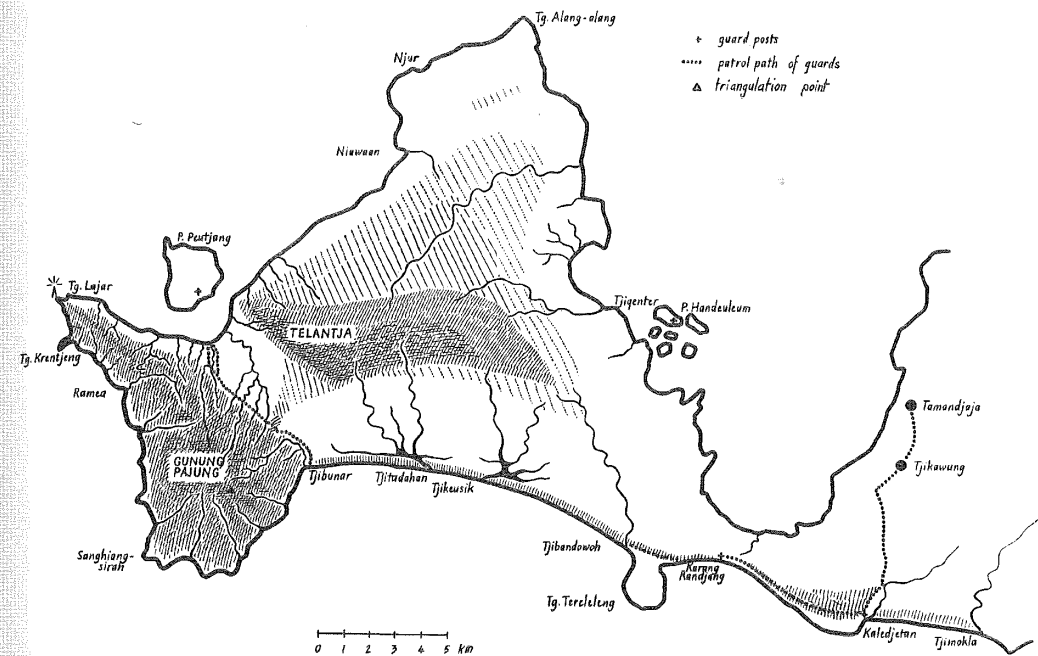 Tg. Alang-alang
+ guard posts
patrol path of guards
△ triangulation point
Njur
Niuwaan
P. Peutjang
Tg. Lajar
Tg. Krentjeng
Ramea
TELANTJA
Tjigenter
P. Handeuleum
Tamandjaja
Tjikawung
GUNUNG
PAJUNG
Tjibunar
Tjitadahan
Tjikeusik
Sanghiang-
sirah
Tjibandowoh
Karang
Randjang
Tg. Tereleleng
Kaledjetan
Tjimokla
0 1 2 3 4 5 km